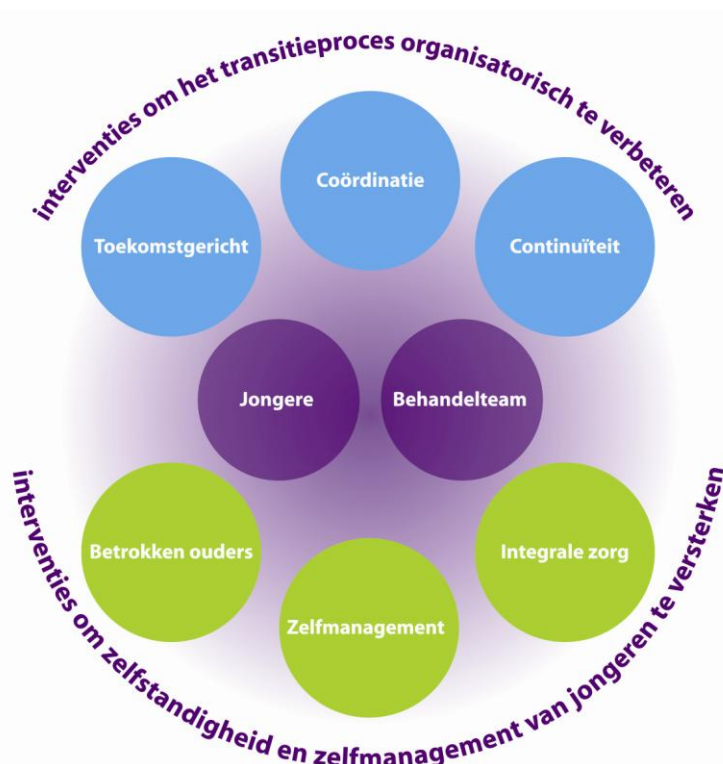 interventies om het transitieproces organisatorisch te verbeteren
Coördinatie
Toekomstgericht
Continuïteit
Jongere
Behandelteam
Betrokken ouders
Integrale zorg
Zelfmanagement
interventies om zelfstandigheid en zelfmanagement van jongeren te versterken